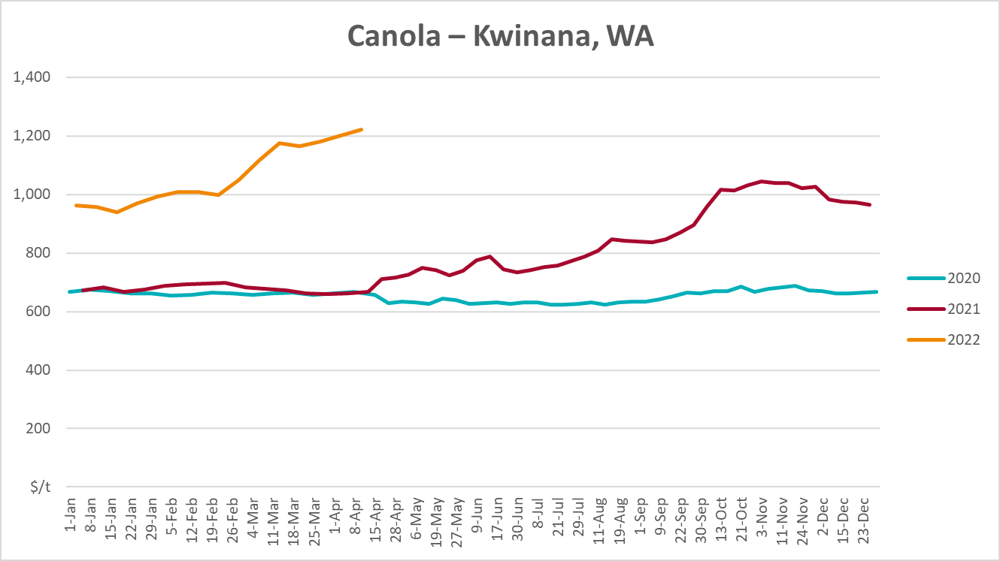 Canola – Kwinana, WA
1,400
1,200
1,000
800
600
400
200
$/t
2020
2021
2022
1-Jan
8-Jan
15-Jan
22-Jan
29-Jan
5-Feb
12-Feb
19-Feb
26-Feb
4-Mar
11-Mar
18-Mar
25-Mar
1-Apr
8-Apr
15-Apr
28-Apr
6-May
19-May
27-May
9-Jun
17-Jun
30-Jun
8-Jul
21-Jul
29-Jul
11-Aug
19-Aug
1-Sep
9-Sep
22-Sep
30-Sep
13-Oct
21-Oct
3-Nov
11-Nov
24-Nov
2-Dec
15-Dec
23-Dec